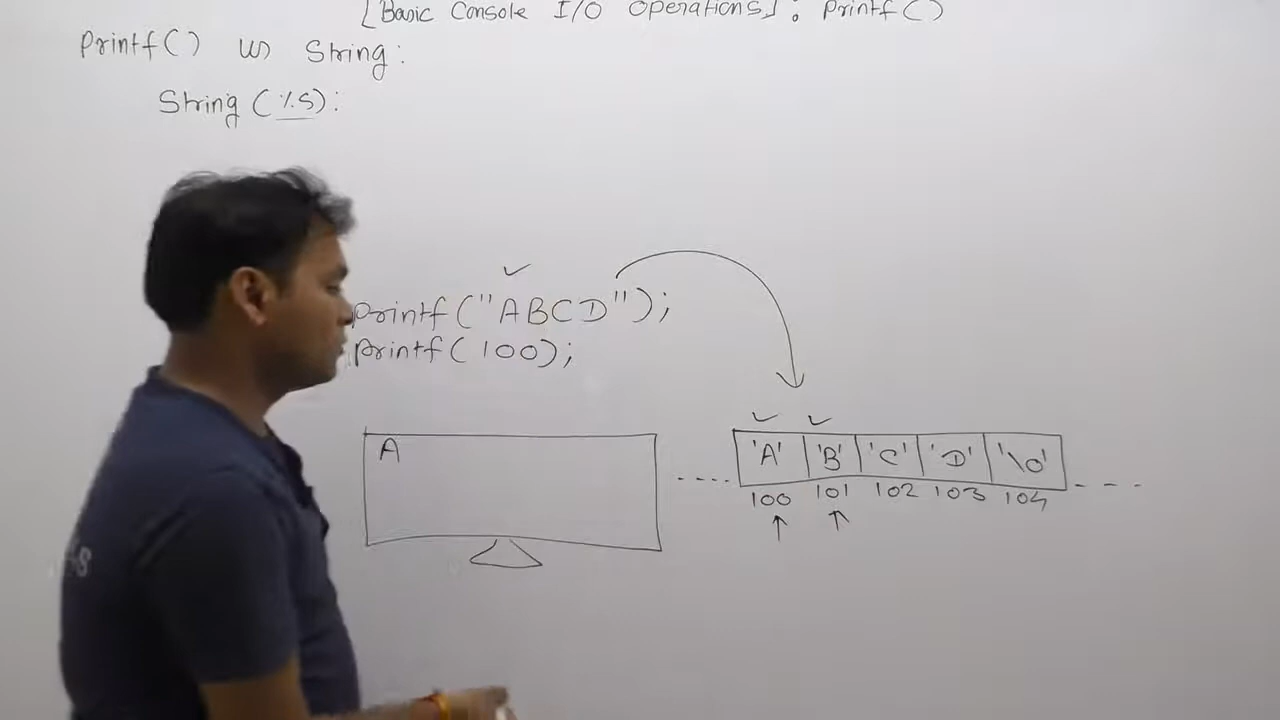 [Basic Console I/O Operations] : Printf()
Printf() w) String :
String (%s) :
printf("ABCD");
printf(100);
A
'A' 'B' 'C' 'D' '\0'
100 101 102 103 104